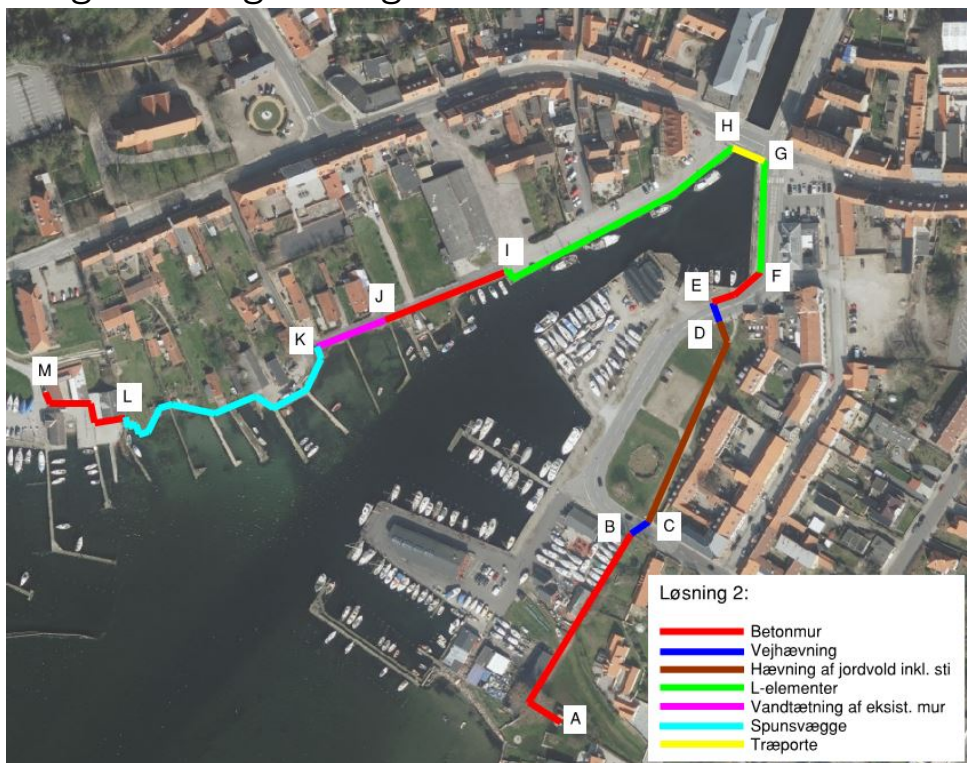 H
G
I
F
E
J
D
K
M
L
B
C
A
Løsning 2:
Betonmur
Vejhævning
Hævning af jordvold inkl. sti
L-elementer
Vandtætning af eksist. mur
Spunsvægge
Træporte